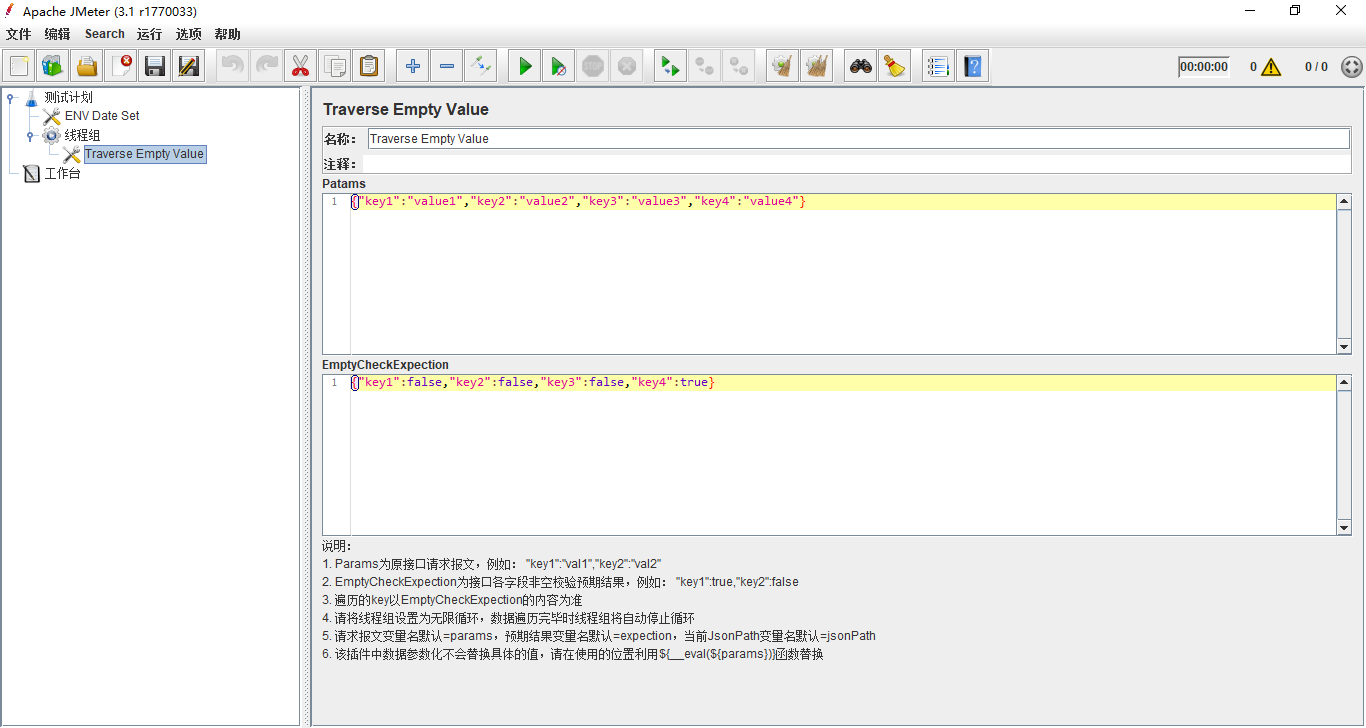 Apache JMeter (3.1 r1770033)
文件 编辑 Search 运行 选项 帮助
STOP
00:00:00 0 0 / 0
测试计划
ENV Date Set
线程组
Traverse Empty Value
工作台
Traverse Empty Value
名称： Traverse Empty Value
注释：
Patams
1 {"key1":"value1","key2":"value2","key3":"value3","key4":"value4"}
EmptyCheckExpection
1 {"key1":false,"key2":false,"key3":false,"key4":true}
说明：
1. Params为原接口请求报文，例如： "key1":"val1","key2":"val2"
2. EmptyCheckExpection为接口各字段非空校验预期结果，例如： "key1":true,"key2":false
3. 遍历的key以EmptyCheckExpection的内容为准
4. 请将线程组设置为无限循环，数据遍历完毕时线程组将自动停止循环
5. 请求报文变量名默认=params，预期结果变量名默认=expection，当前JsonPath变量名默认=jsonPath
6. 该插件中数据参数化不会替换具体的值，请在使用的位置利用${__eval(${params})}函数替换